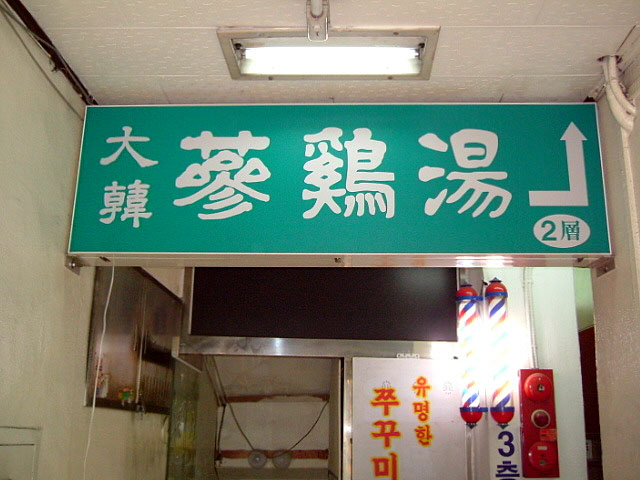 大韓 蔘鷄湯
2層
유명한
쭈꾸미
3층